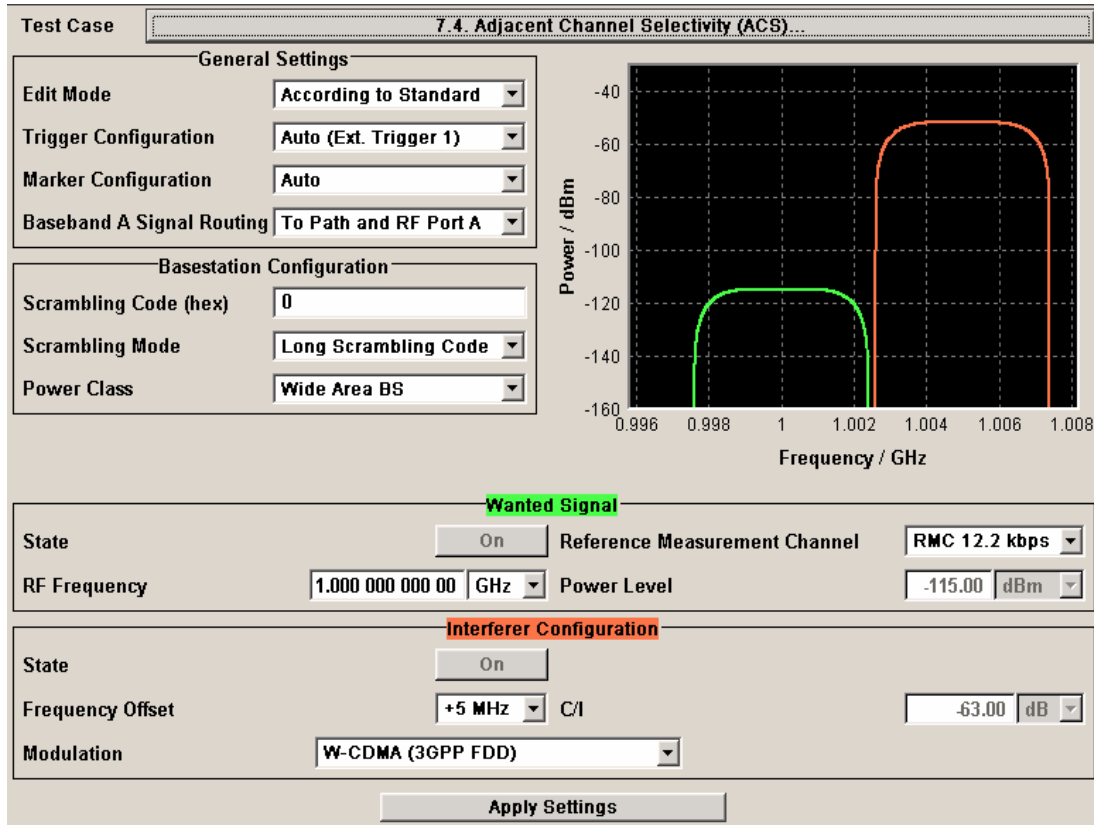 Test Case 7.4. Adjacent Channel Selectivity (ACS)...
General Settings
Edit Mode According to Standard
Trigger Configuration Auto (Ext. Trigger 1)
Marker Configuration Auto
Baseband A Signal Routing To Path and RF Port A
Basestation Configuration
Scrambling Code (hex) 0
Scrambling Mode Long Scrambling Code
Power Class Wide Area BS
Power / dBm
-40
-60
-80
-100
-120
-140
-160
0.996 0.998 1 1.002 1.004 1.006 1.008
Frequency / GHz
Wanted Signal
State On Reference Measurement Channel RMC 12.2 kbps
RF Frequency 1.000 000 000 00 GHz Power Level -115.00 dBm
Interferer Configuration
State On
Frequency Offset +5 MHz C/I -63.00 dB
Modulation W-CDMA (3GPP FDD)
Apply Settings